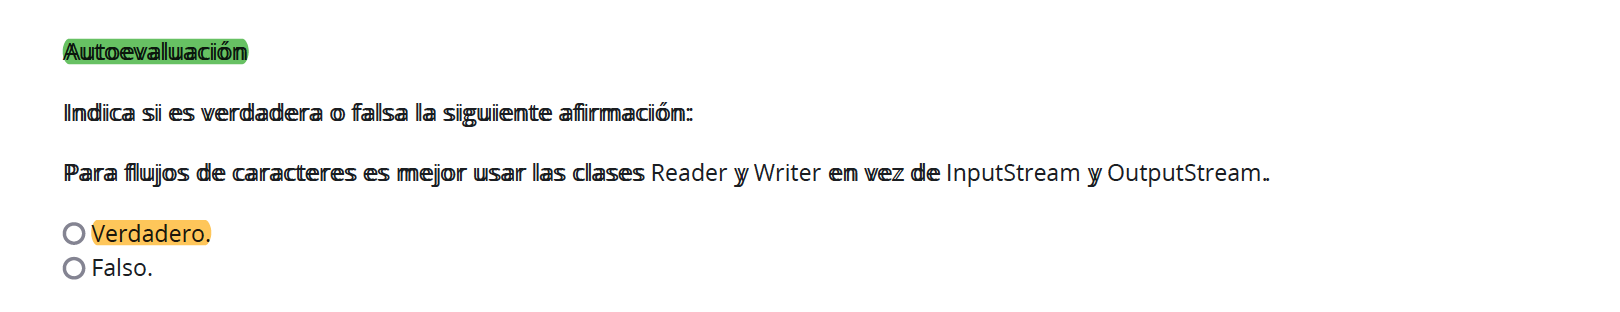 Autoevaluación
Indica si es verdadera o falsa la siguiente afirmación:
Para flujos de caracteres es mejor usar las clases Reader y Writer en vez de InputStream y OutputStream.
Verdadero.
Falso.